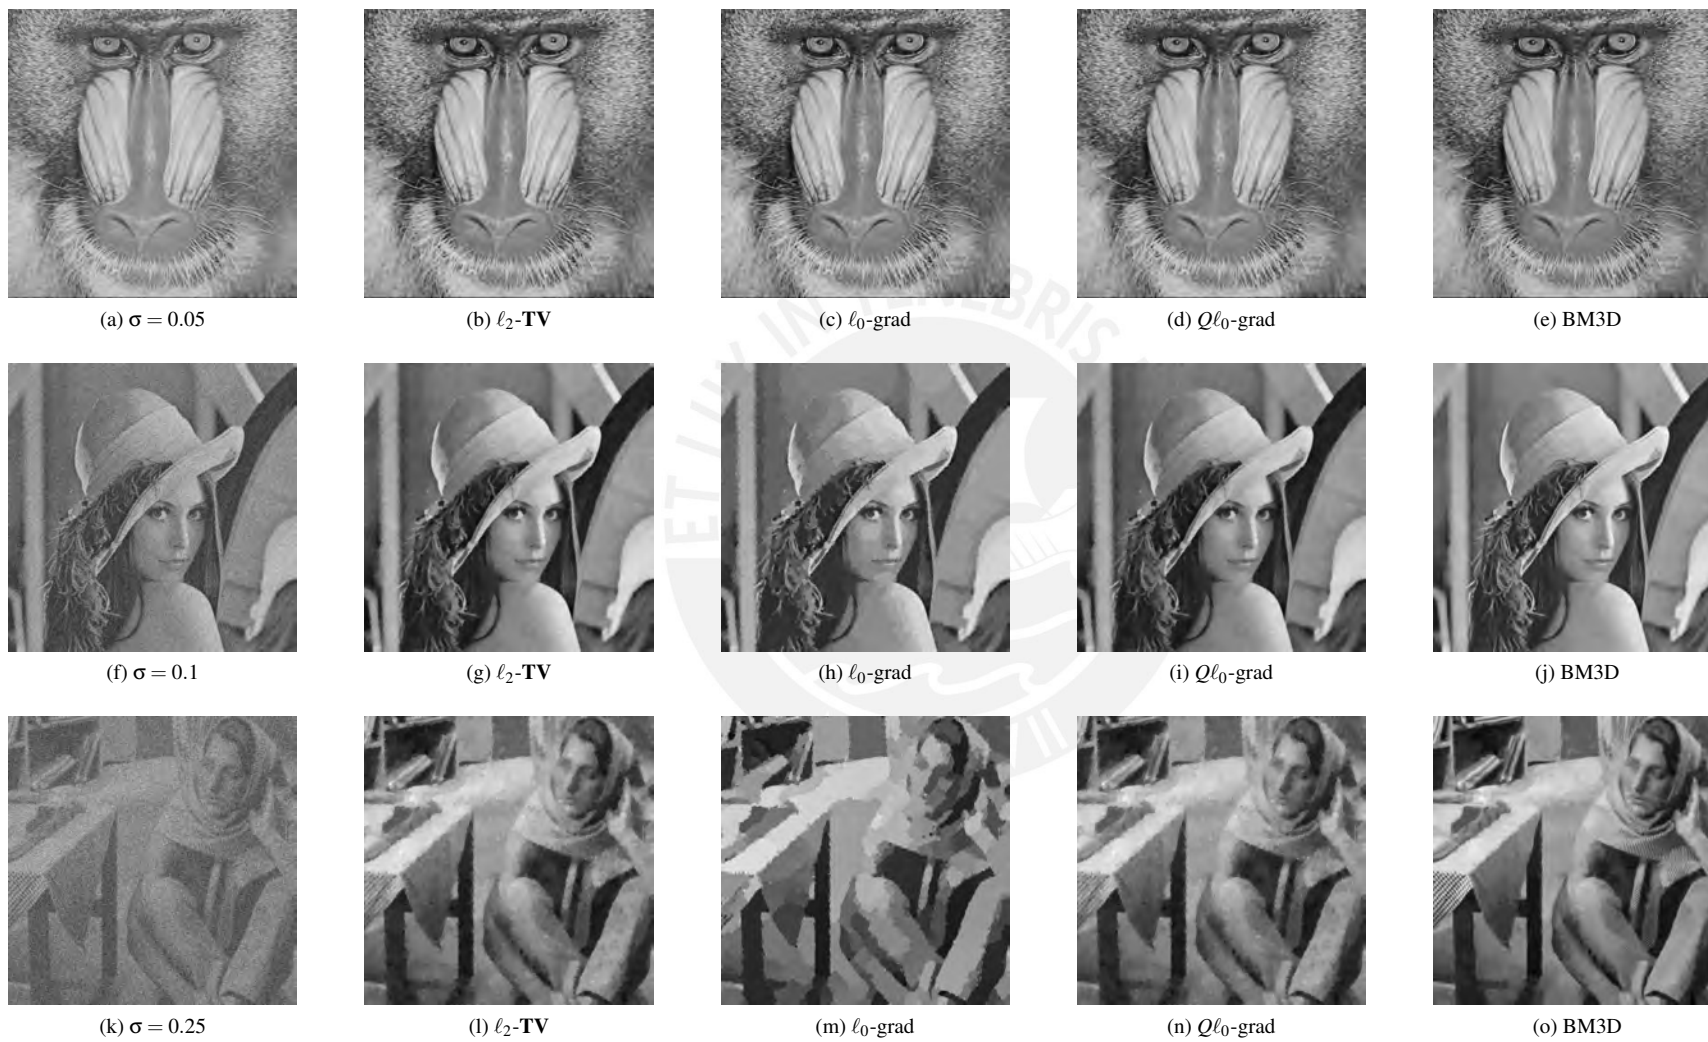 (a) σ = 0.05 (b) ℓ₂-TV (c) ℓ₀-grad (d) Qℓ₀-grad (e) BM3D
(f) σ = 0.1 (g) ℓ₂-TV (h) ℓ₀-grad (i) Qℓ₀-grad (j) BM3D
(k) σ = 0.25 (l) ℓ₂-TV (m) ℓ₀-grad (n) Qℓ₀-grad (o) BM3D